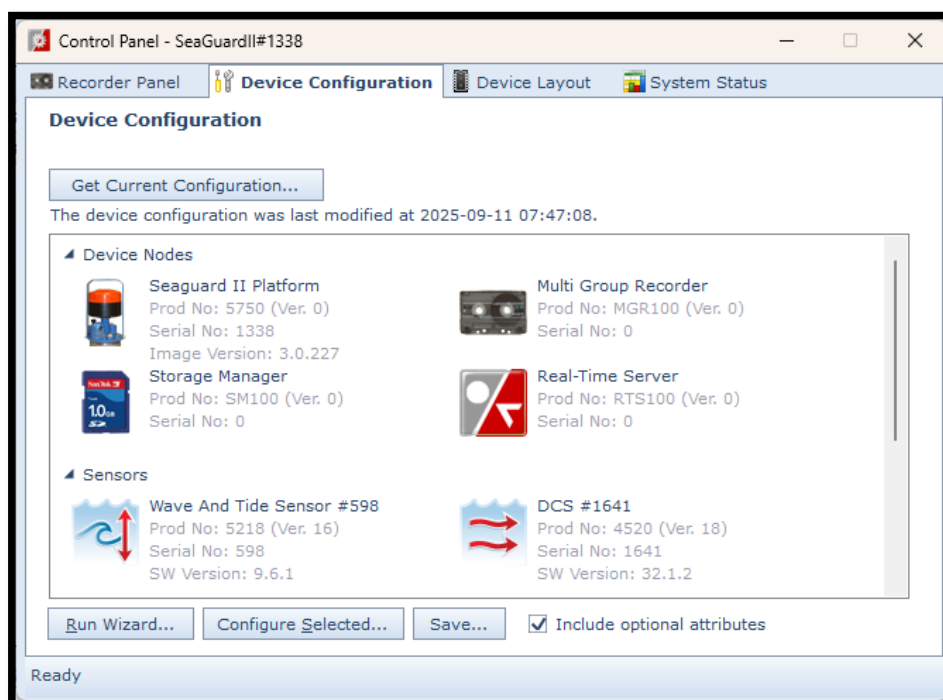 Control Panel - SeaGuardII#1338
Recorder Panel
Device Configuration
Device Layout
System Status
Device Configuration
Get Current Configuration...
The device configuration was last modified at 2025-09-11 07:47:08.
Device Nodes
Seaguard II Platform
Prod No: 5750 (Ver. 0)
Serial No: 1338
Image Version: 3.0.227
Multi Group Recorder
Prod No: MGR100 (Ver. 0)
Serial No: 0
SanDisk
1.0GB
Storage Manager
Prod No: SM100 (Ver. 0)
Serial No: 0
Real-Time Server
Prod No: RTS100 (Ver. 0)
Serial No: 0
Sensors
Wave And Tide Sensor #598
Prod No: 5218 (Ver. 16)
Serial No: 598
SW Version: 9.6.1
DCS #1641
Prod No: 4520 (Ver. 18)
Serial No: 1641
SW Version: 32.1.2
Run Wizard...
Configure Selected...
Save...
Include optional attributes
Ready